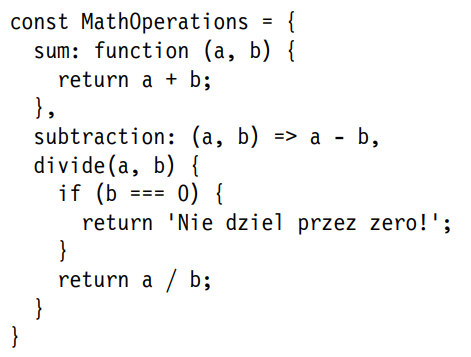 const MathOperations = {
  sum: function (a, b) {
    return a + b;
  },
  subtraction: (a, b) => a - b,
  divide(a, b) {
    if (b === 0) {
      return 'Nie dziel przez zero!';
    }
    return a / b;
  }
}